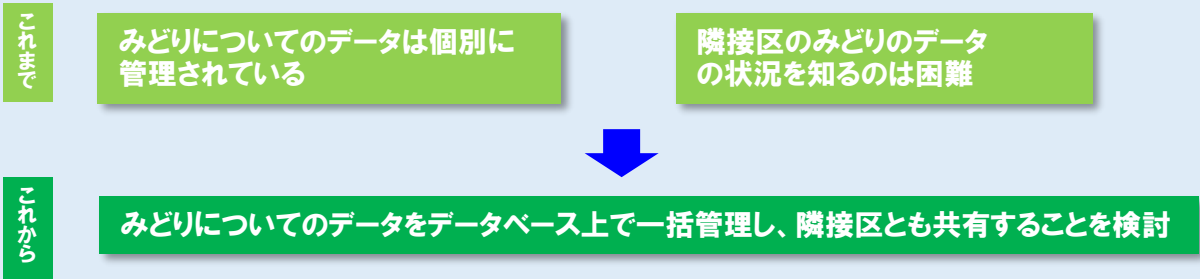 これまで
みどりについてのデータは個別に
管理されている
隣接区のみどりのデータ
の状況を知るのは困難
これから
みどりについてのデータをデータベース上で一括管理し、隣接区とも共有することを検討